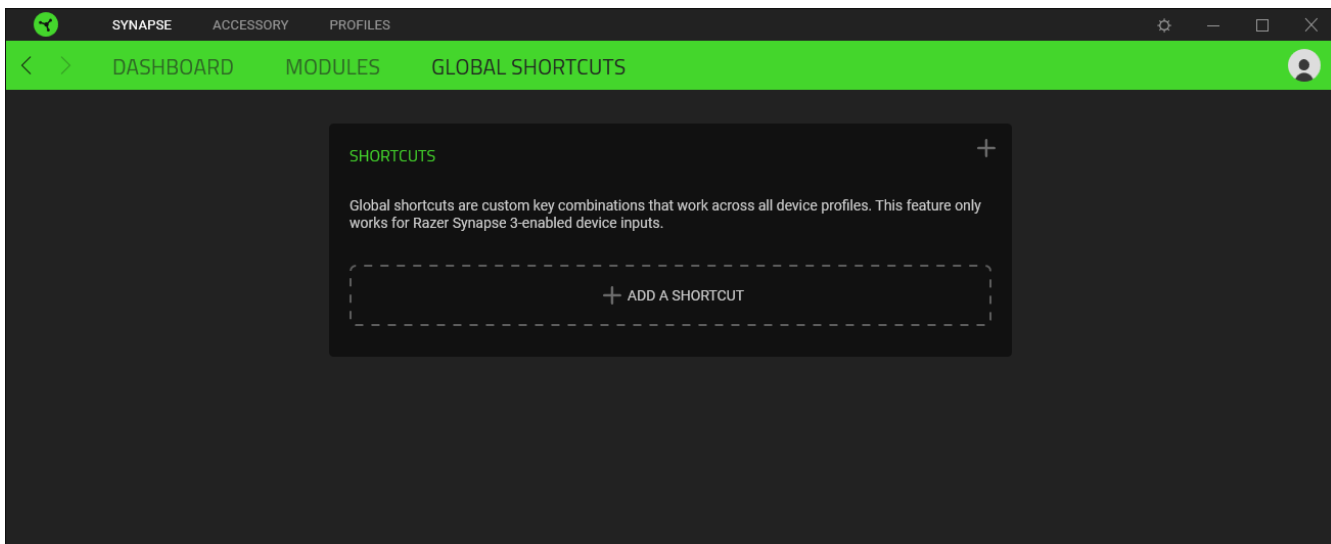 SYNAPSE ACCESSORY PROFILES
DASHBOARD MODULES GLOBAL SHORTCUTS
SHORTCUTS
Global shortcuts are custom key combinations that work across all device profiles. This feature only
works for Razer Synapse 3-enabled device inputs.
ADD A SHORTCUT